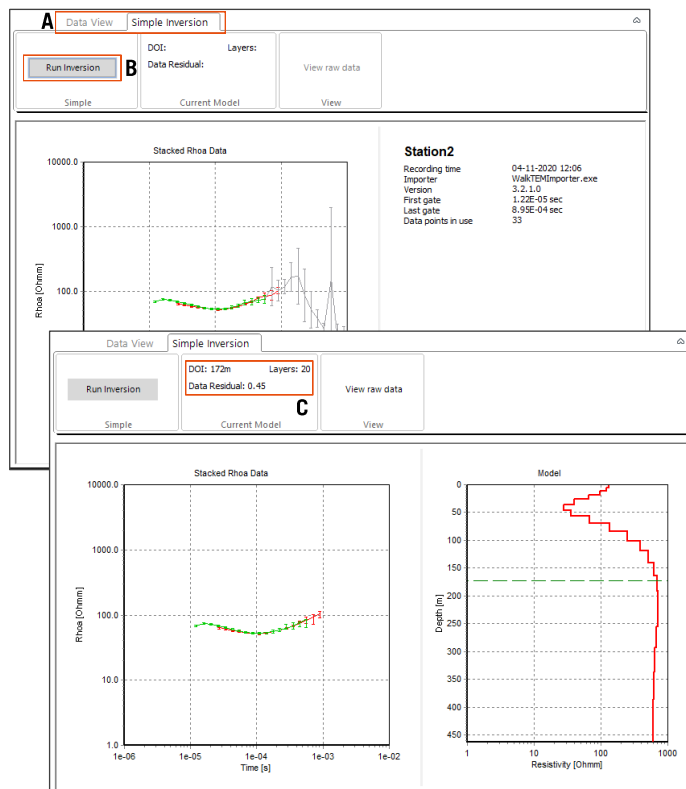 A
Data View
Simple Inversion
Run Inversion
B
Simple
DOI: Layers:
Data Residual:
Current Model
View raw data
View
Stacked Rhoa Data
10000.0
1000.0
100.0
Rhoa [Ohmm]
Station2
Recording time 04-11-2020 12:06
Importer WalkTEMImporter.exe
Version 3.2.1.0
First gate 1.22E-05 sec
Last gate 8.95E-04 sec
Data points in use 33
Data View
Simple Inversion
Run Inversion
Simple
DOI: 172m Layers: 20
Data Residual: 0.45
C
Current Model
View raw data
View
Stacked Rhoa Data
10000.0
1000.0
100.0
10.0
1.0
Rhoa [Ohmm]
1e-06 1e-05 1e-04 1e-03 1e-02
Time [s]
Model
0
50
100
150
200
250
300
350
400
450
Depth [m]
1 10 100 1000
Resistivity [Ohmm]